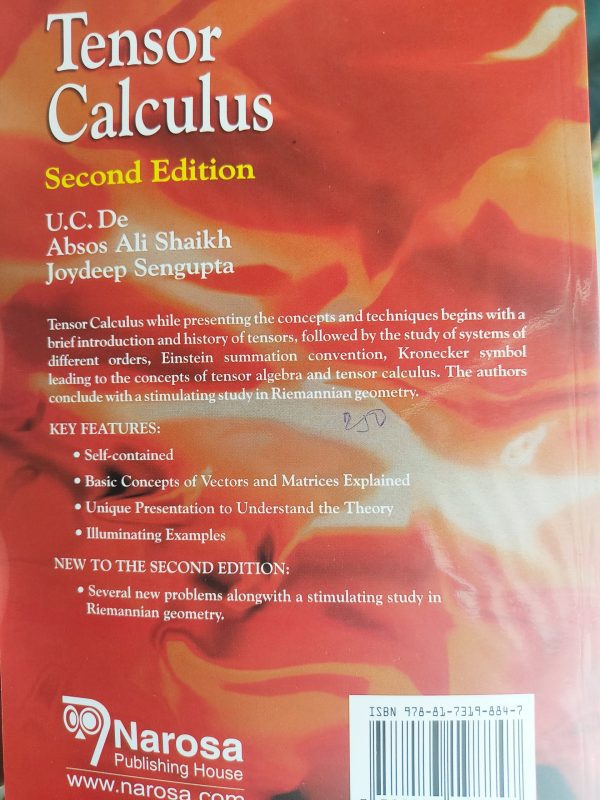 Tensor
Calculus
Second Edition
U.C. De
Absos Ali Shaikh
Joydeep Sengupta
Tensor Calculus while presenting the concepts and techniques begins with a
brief introduction and history of tensors, followed by the study of systems of
different orders, Einstein summation convention, Kronecker symbol
leading to the concepts of tensor algebra and tensor calculus. The authors
conclude with a stimulating study in Riemannian geometry.
KEY FEATURES:
• Self-contained
• Basic Concepts of Vectors and Matrices Explained
• Unique Presentation to Understand the Theory
• Illuminating Examples
NEW TO THE SECOND EDITION:
• Several new problems alongwith a stimulating study in
Riemannian geometry.
ISBN 978-81-7319-884-7
Narosa
Publishing House
www.narosa.com